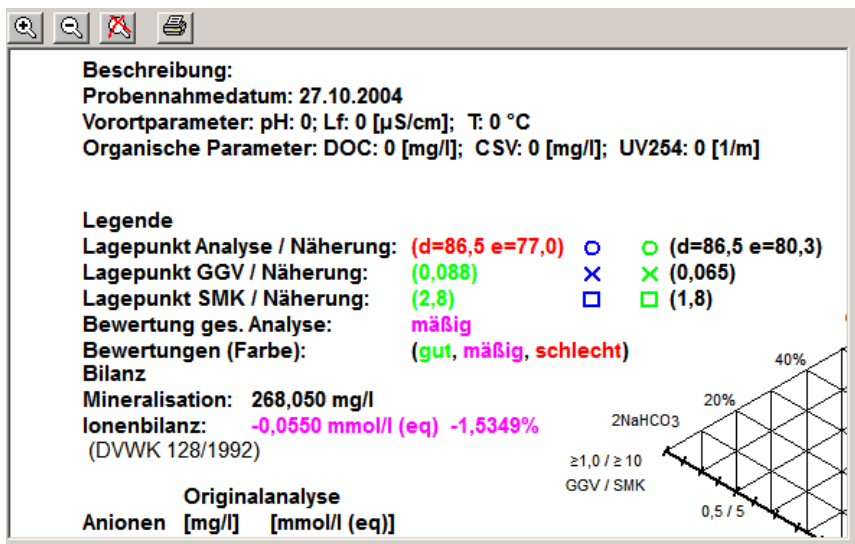 Beschreibung:
Probennahmedatum: 27.10.2004
Vorortparameter: pH: 0; Lf: 0 [µS/cm]; T: 0 °C
Organische Parameter: DOC: 0 [mg/l]; CSV: 0 [mg/l]; UV254: 0 [1/m]
Legende
Lagepunkt Analyse / Näherung: (d=86,5 e=77,0) (d=86,5 e=80,3)
Lagepunkt GGV / Näherung: (0,088) (0,065)
Lagepunkt SMK / Näherung: (2,8) (1,8)
Bewertung ges. Analyse: mäßig
Bewertungen (Farbe): (gut, mäßig, schlecht)
Bilanz
Mineralisation: 268,050 mg/l
Ionenbilanz: -0,0550 mmol/l (eq) -1,5349%
(DVWK 128/1992)
Originalanalyse
Anionen [mg/l] [mmol/l (eq)]
40%
20%
2NaHCO3
≥1,0 / ≥ 10
GGV / SMK
0,5 / 5